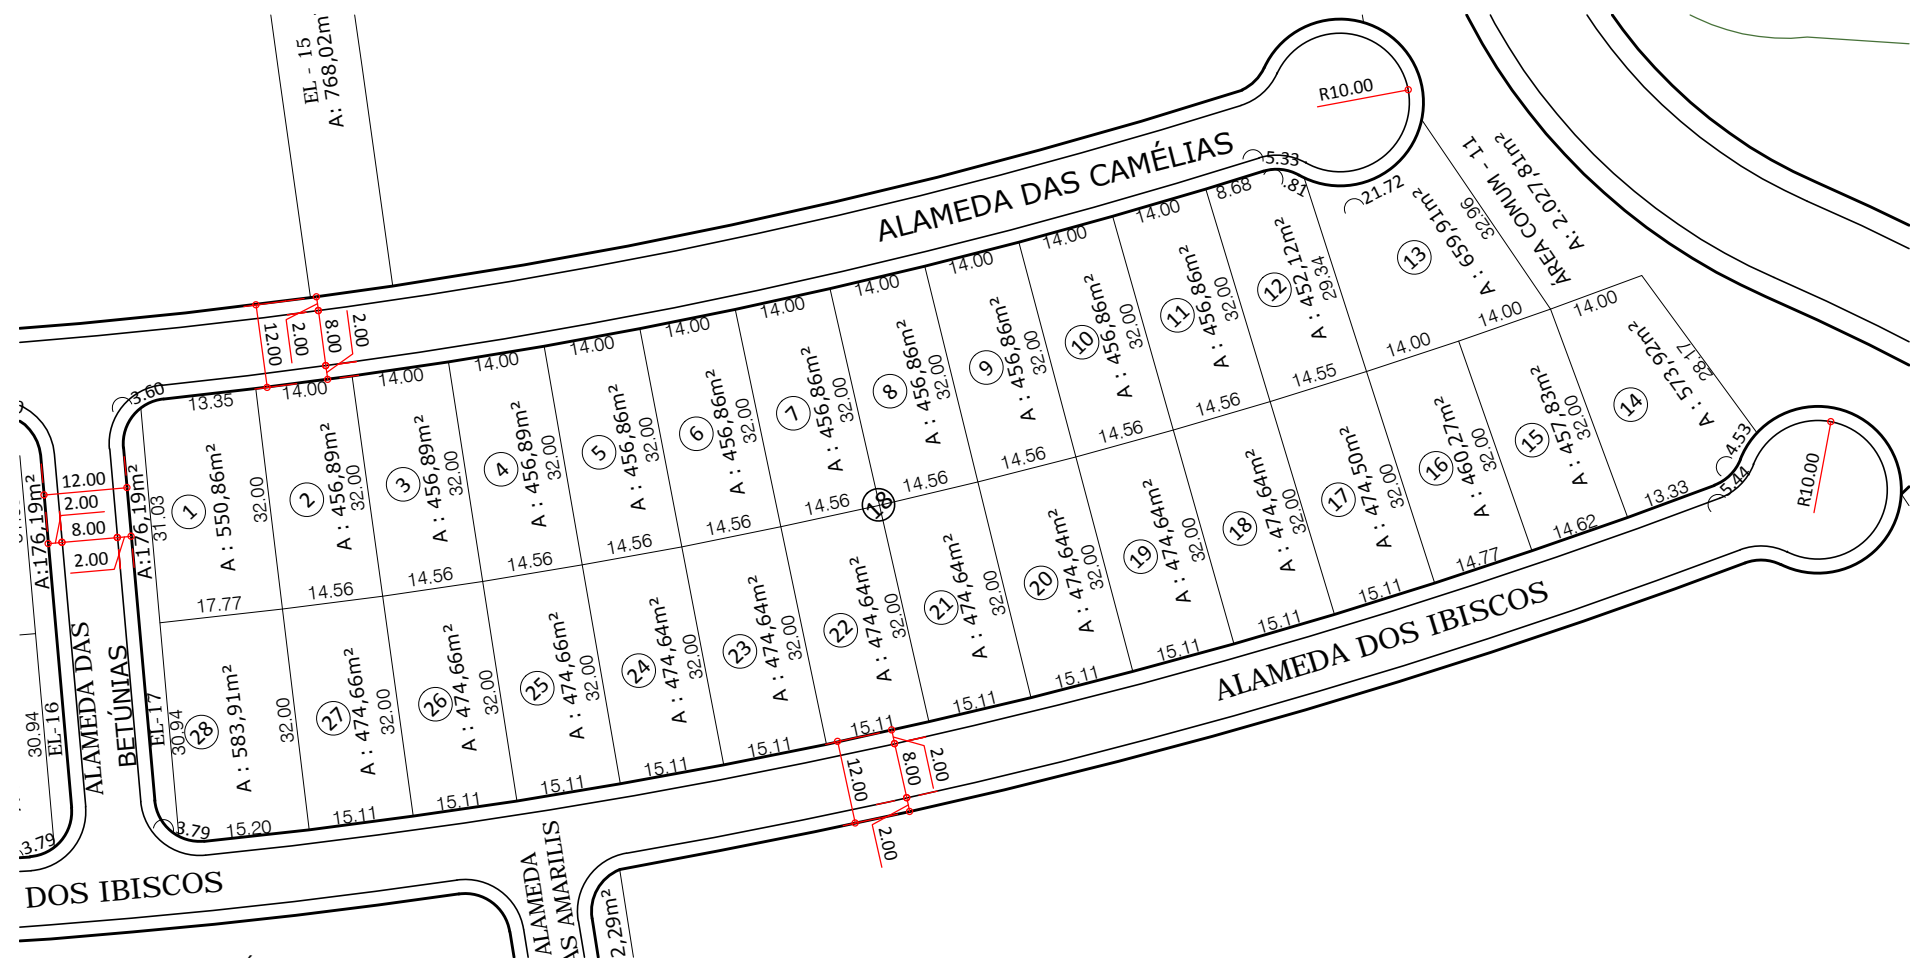 EL - 15
A: 768,02m
R10.00
ALAMEDA DAS CAMÉLIAS
5.33
.81
8.68
21.72
ÁREA COMUM - 11
A: 2.027,81m²
32.96
12.00
2.00
8.00
2.00
3.60
13.35
14.00
14.00
14.00
14.00
14.00
14.00
14.00
14.00
14.00
14.00
1
A : 550,86m²
31.03
32.00
2
A : 456,89m²
32.00
3
A : 456,89m²
32.00
4
A : 456,89m²
32.00
5
A : 456,86m²
32.00
6
A : 456,86m²
32.00
7
A : 456,86m²
32.00
8
A : 456,86m²
32.00
9
A : 456,86m²
32.00
10
A : 456,86m²
32.00
11
A : 456,86m²
32.00
12
A : 452,12m²
29.34
13
A : 659,91m²
17.77
14.56
14.56
14.56
14.56
14.56
14.56
14.56
14.56
14.56
14.56
14.55
14.00
14.00
14.00
18
14
A : 573,92m²
28.17
15
A : 457,83m²
32.00
16
A : 460,27m²
32.00
17
A : 474,50m²
32.00
18
A : 474,64m²
32.00
19
A : 474,64m²
32.00
20
A : 474,64m²
32.00
21
A : 474,64m²
32.00
22
A : 474,64m²
32.00
23
A : 474,64m²
32.00
24
A : 474,64m²
32.00
25
A : 474,66m²
32.00
26
A : 474,66m²
32.00
27
A : 474,66m²
32.00
28
A : 583,91m²
30.94
3.79
15.20
15.11
15.11
15.11
15.11
15.11
15.11
15.11
15.11
15.11
15.11
15.11
14.77
14.62
13.33
5.44
4.53
R10.00
ALAMEDA DOS IBISCOS
12.00
8.00
2.00
2.00
A:176,19m²
12.00
2.00
8.00
2.00
A:176,19m²
EL-16
30.94
EL-17
ALAMEDA DAS
BETÚNIAS
3.79
DOS IBISCOS
ALAMEDA
AS AMARILIS
2,29m²